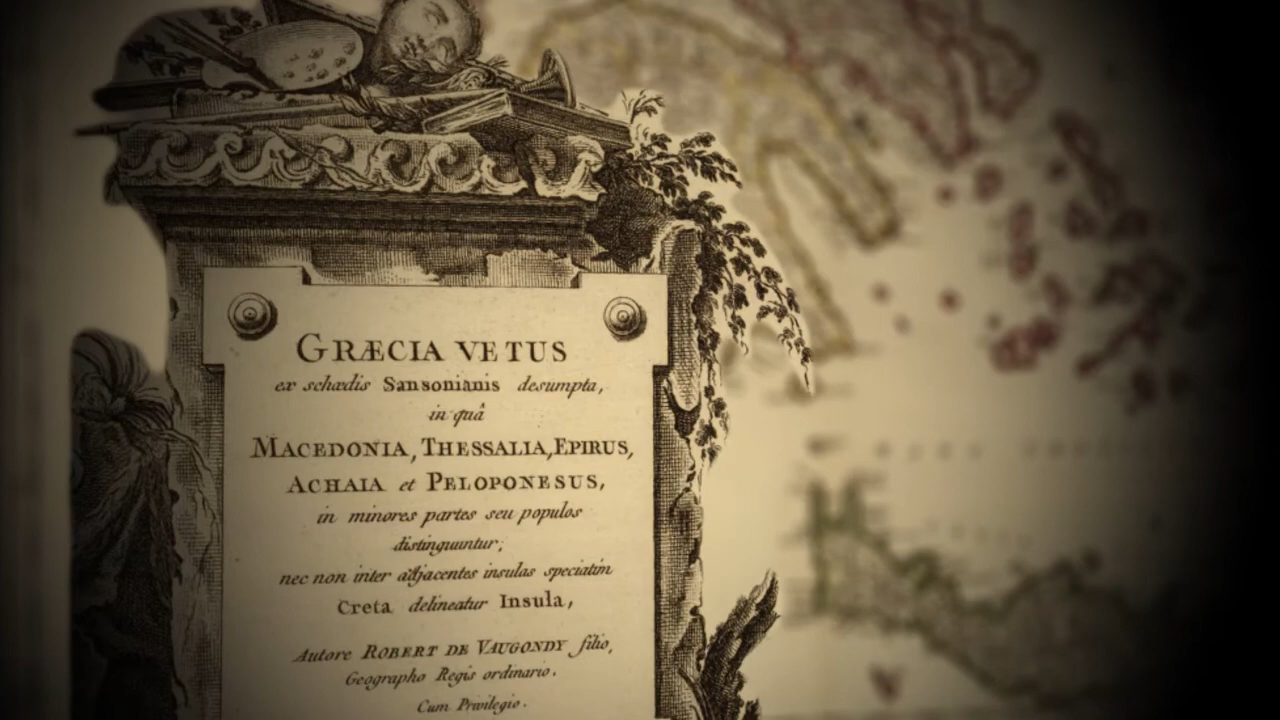 GRÆCIA VETUS
ex schædis Sansonianis desumpta,
in quâ
MACEDONIA, THESSALIA, EPIRUS,
ACHAIA et PELOPONESUS,
in minores partes seu populos
distinguuntur;
nec non inter adjacentes insulas speciatim
Creta delineatur Insula,
Autore ROBERT DE VAUGONDY filio,
Geographo Regis ordinario.
Cum Privilegio.